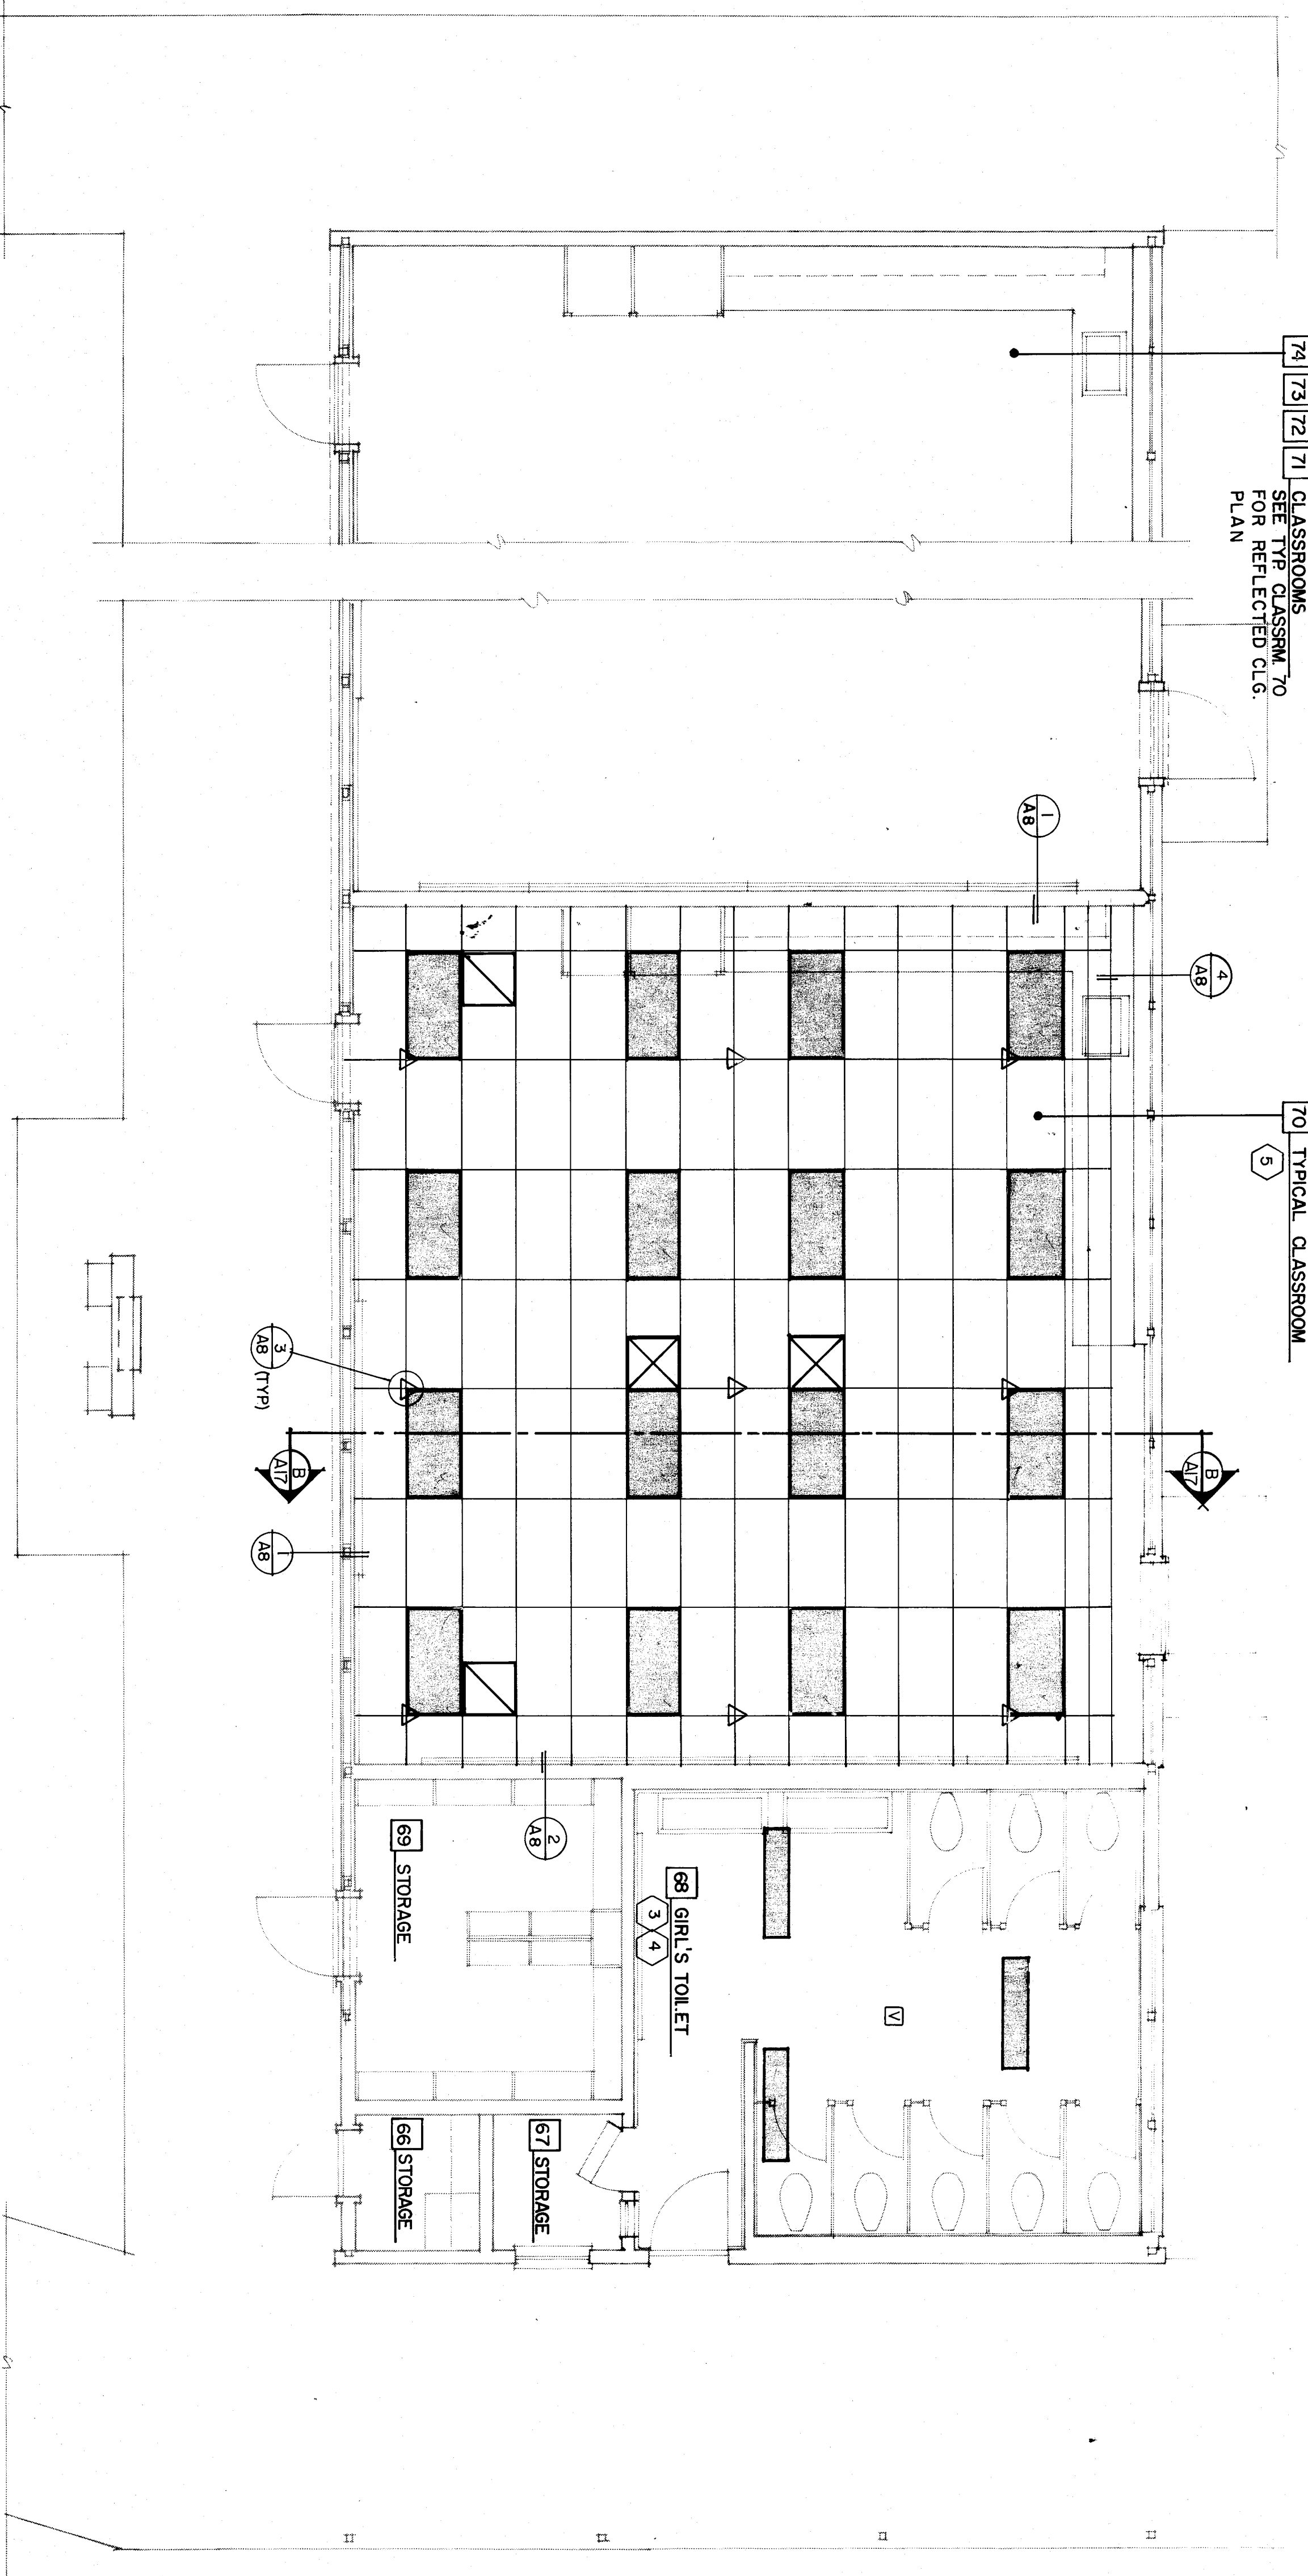 74 73 72 71 CLASSROOMS
SEE TYP. CLASSRM. 70
FOR REFLECTED CLG.
PLAN
70 TYPICAL CLASSROOM
5
1
A8
4
A8
B
A17
B
A17
3
A8
(TYP)
1
A8
2
A8
69 STORAGE
68 GIRL'S TOILET
3 4
V
67 STORAGE
66 STORAGE